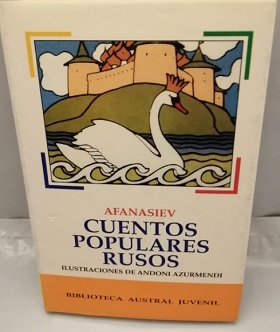 AFANASIEV
CUENTOS
POPULARES
RUSOS
ILUSTRACIONES DE ANDONI AZURMENDI
BIBLIOTECA AUSTRAL JUVENIL